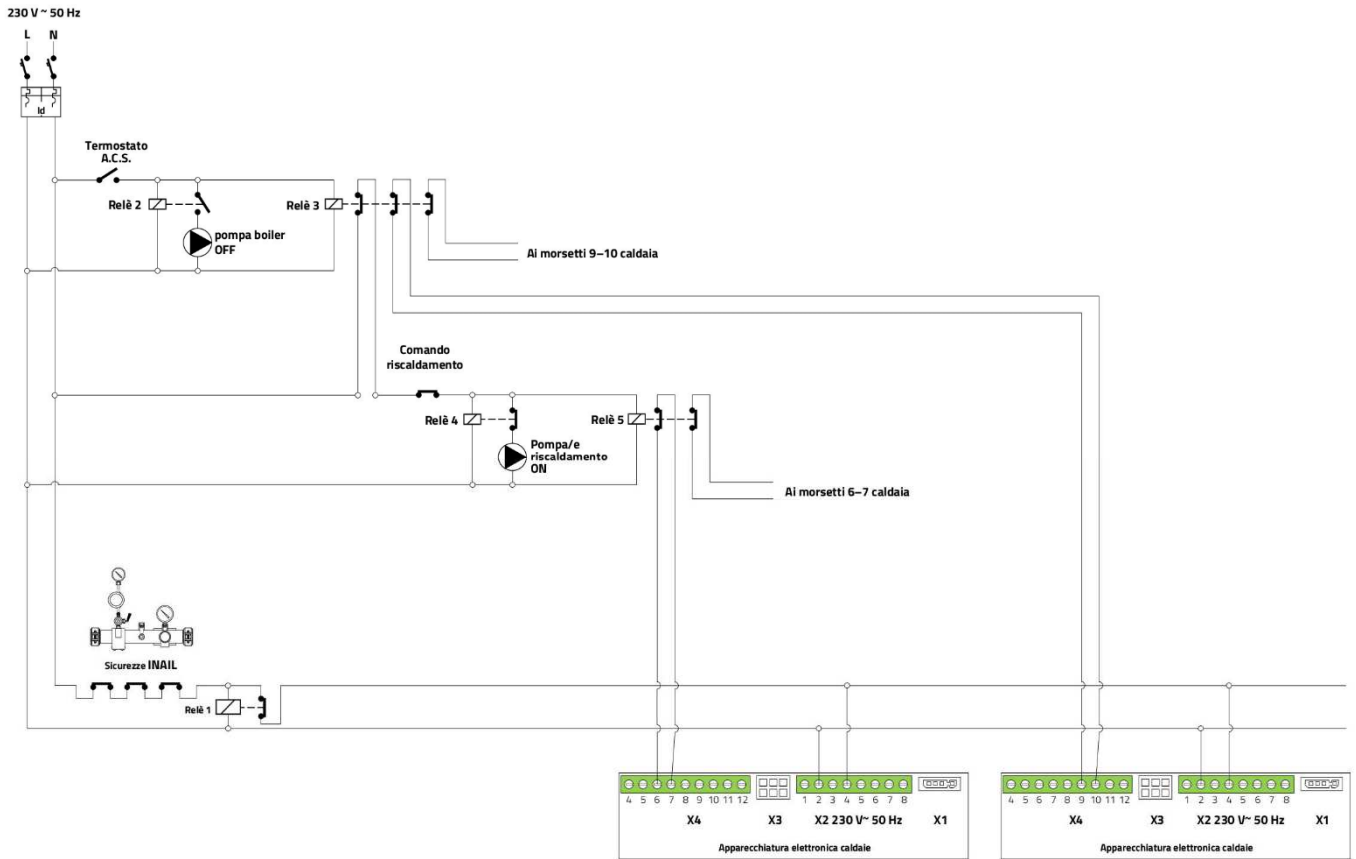 230 V ~ 50 Hz
L N
Id
Termostato
A.C.S.
Relè 2
Relè 3
pompa boiler
OFF
Ai morsetti 9–10 caldaia
Comando
riscaldamento
Relè 4
Relè 5
Pompa/e
riscaldamento
ON
Ai morsetti 6–7 caldaia
Sicurezze INAIL
Relè 1
4 5 6 7 8 9 10 11 12
1 2 3 4 5 6 7 8
X4 X3 X2 230 V~ 50 Hz X1
Apparecchiatura elettronica caldaie
4 5 6 7 8 9 10 11 12
1 2 3 4 5 6 7 8
X4 X3 X2 230 V~ 50 Hz X1
Apparecchiatura elettronica caldaie